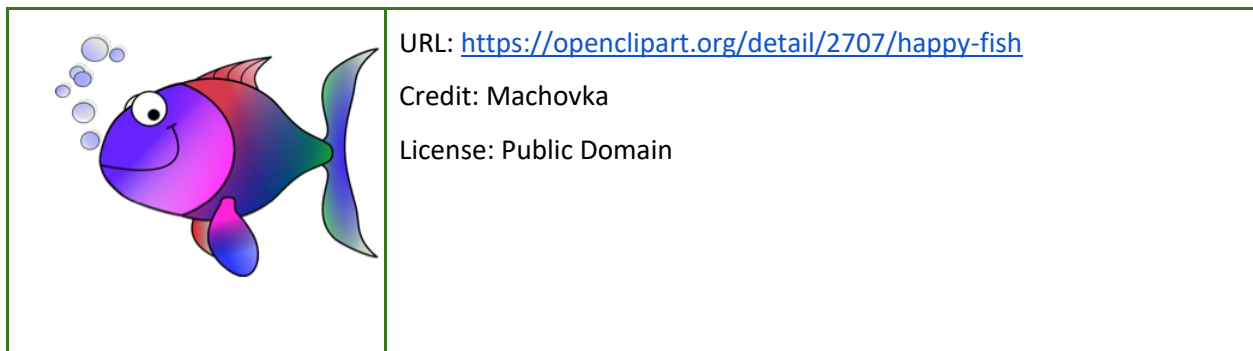 URL: https://openclipart.org/detail/2707/happy-fish
Credit: Machovka
License: Public Domain